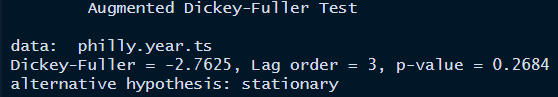 Augmented Dickey-Fuller Test
data:  philly.year.ts
Dickey-Fuller = -2.7625, Lag order = 3, p-value = 0.2684
alternative hypothesis: stationary